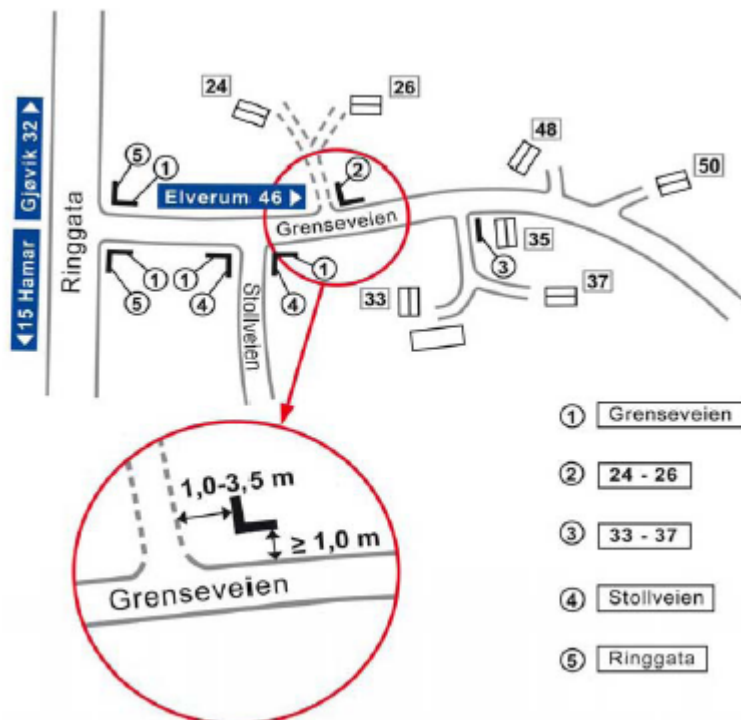 24
26
48
50
Gjøvik 32
15 Hamar
Ringgata
5
1
2
Elverum 46
Grenseveien
35
3
5
1
1
4
4
1
33
37
Stollveien
1,0-3,5 m
≥ 1,0 m
Grenseveien
1 Grenseveien
2 24 - 26
3 33 - 37
4 Stollveien
5 Ringgata